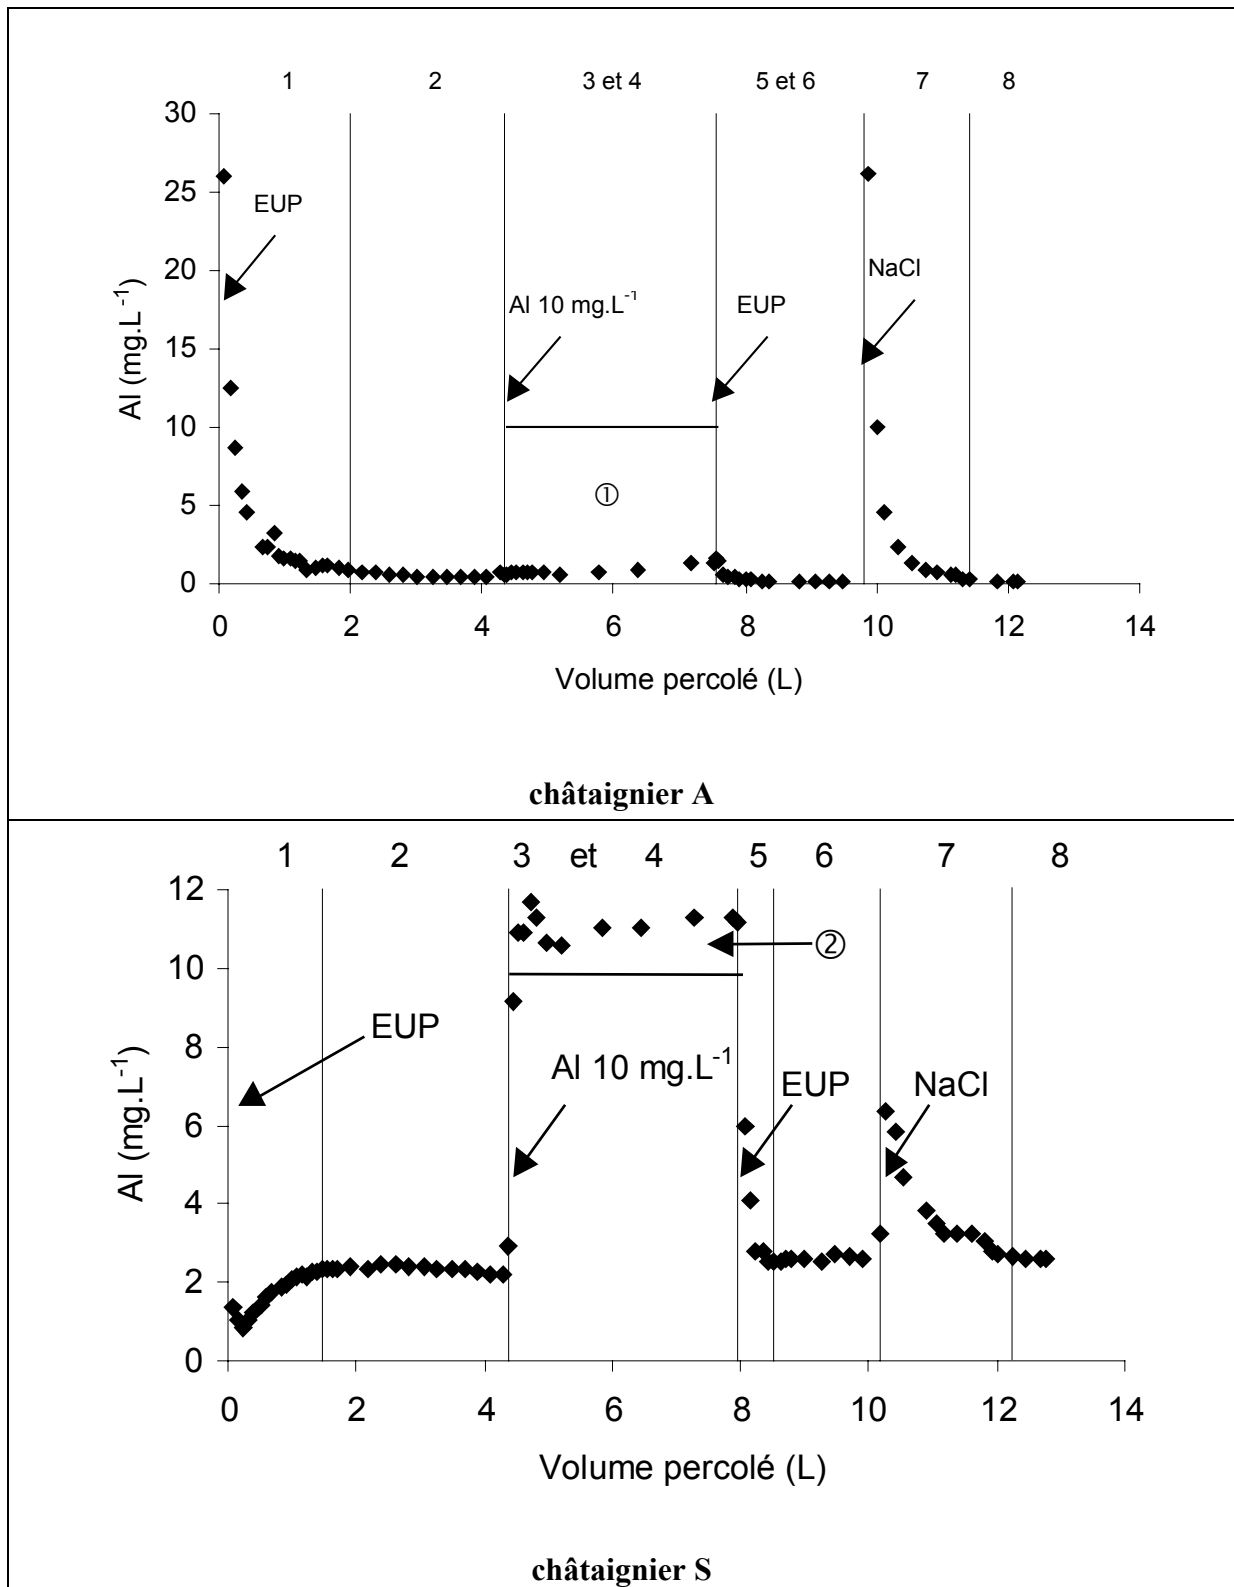 1 2 3 et 4 5 et 6 7 8
30
EUP
25
20
NaCl
Al 10 mg.L-1
EUP
15
Al (mg.L-1)
10
①
5
0
0 2 4 6 8 10 12 14
Volume percolé (L)
châtaignier A
1 2 3 et 4 5 6 7 8
12
②
10
EUP
8
Al 10 mg.L-1
EUP
NaCl
6
Al (mg.L-1)
4
2
0
0 2 4 6 8 10 12 14
Volume percolé (L)
châtaignier S